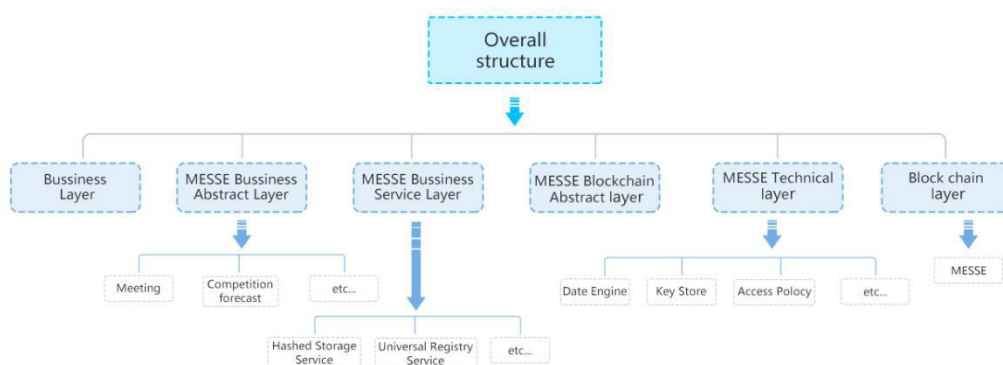 Overall
structure
Bussiness
Layer
MESSE Bussiness
Abstract Layer
MESSE Bussiness
Service Layer
MESSE Blockchain
Abstract layer
MESSE Technical
layer
Block chain
layer
Meeting
Competition
forecast
etc...
Date Engine
Key Store
Access Polocy
etc...
MESSE
Hashed Storage
Service
Universal Registry
Service
etc...